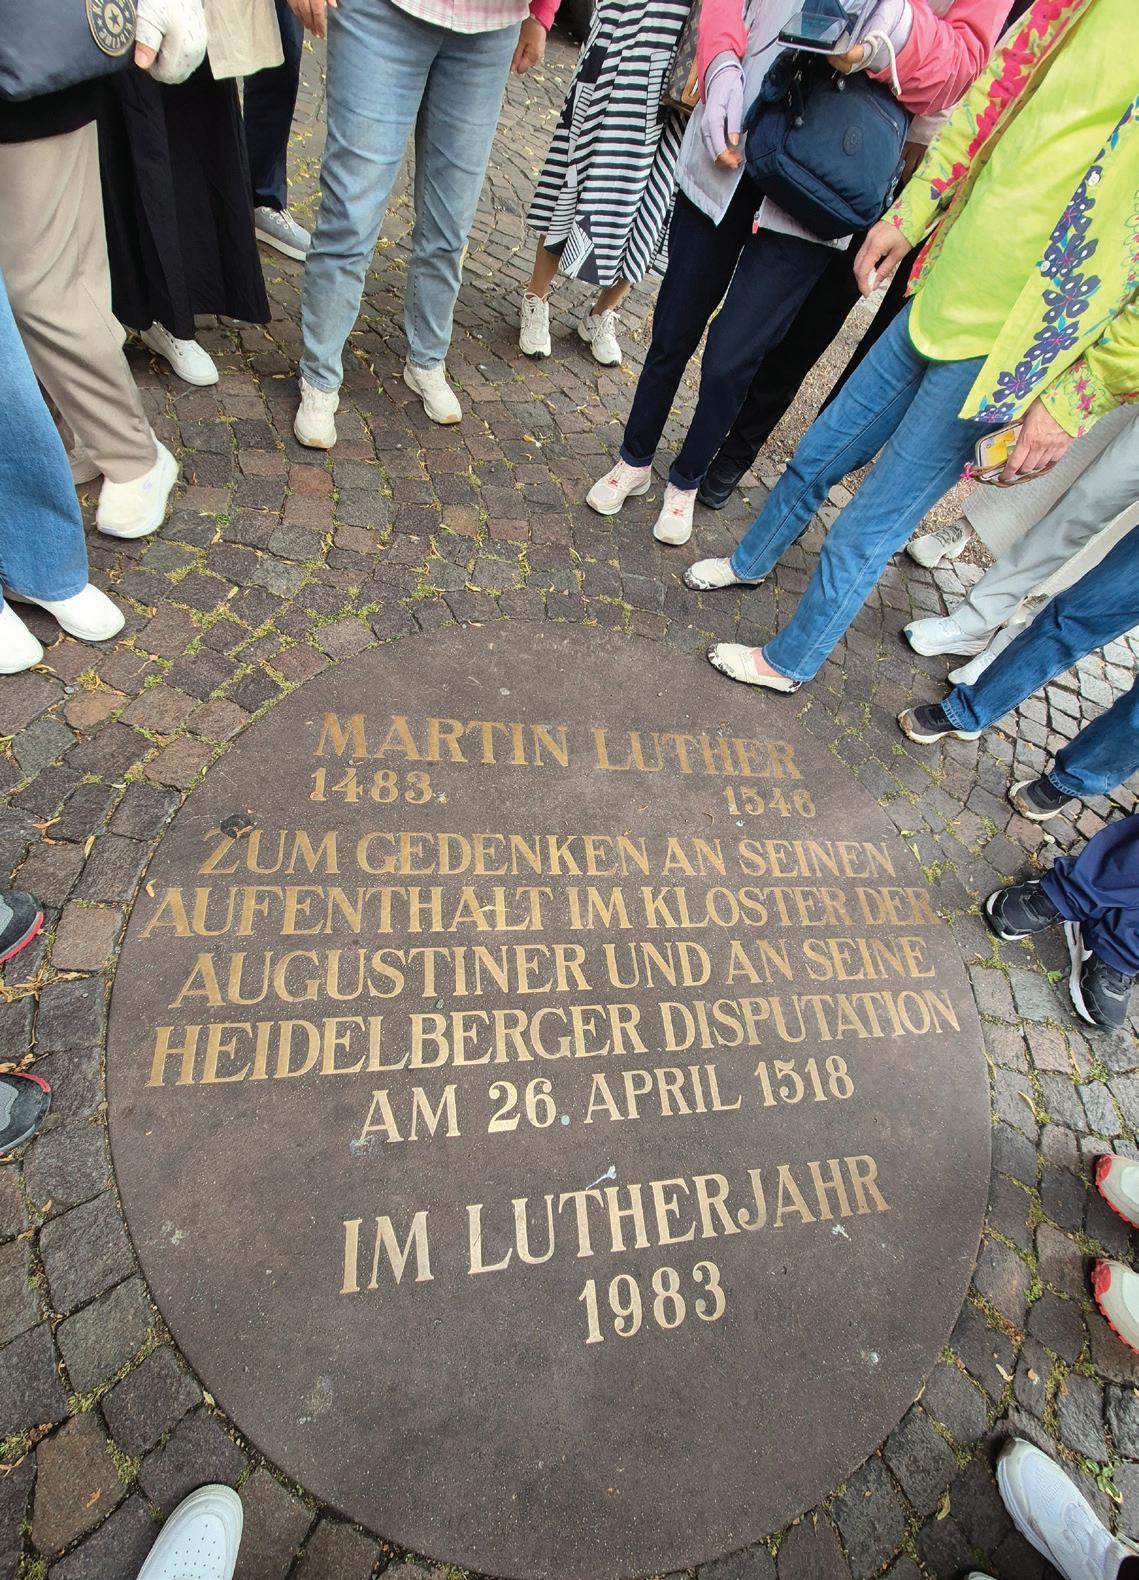 MARTIN LUTHER
1483 1546
ZUM GEDENKEN AN SEINEN
AUFENTHALT IM KLOSTER DER
AUGUSTINER UND AN SEINE
HEIDELBERGER DISPUTATION
AM 26. APRIL 1518
IM LUTHERJAHR
1983